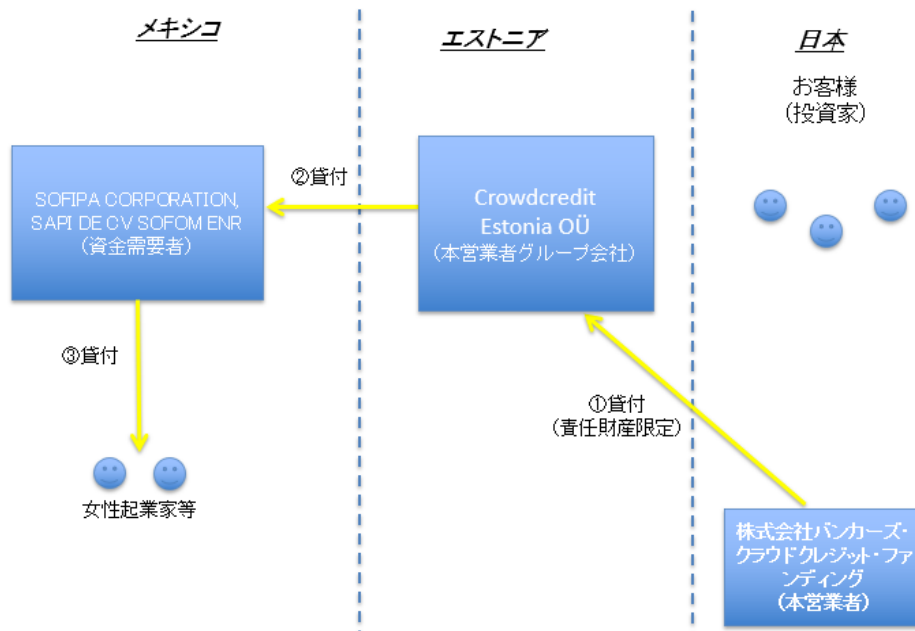 メキシコ
エストニア
日本
お客様
(投資家)
SOFIPA CORPORATION,
SAPI DE CV SOFOM ENR
(資金需要者)
②貸付
Crowdcredit
Estonia OÜ
(本営業者グループ会社)
③貸付
①貸付
(責任財産限定)
女性起業家等
株式会社バンカーズ・
クラウドクレジット・ファ
ンディング
(本営業者)